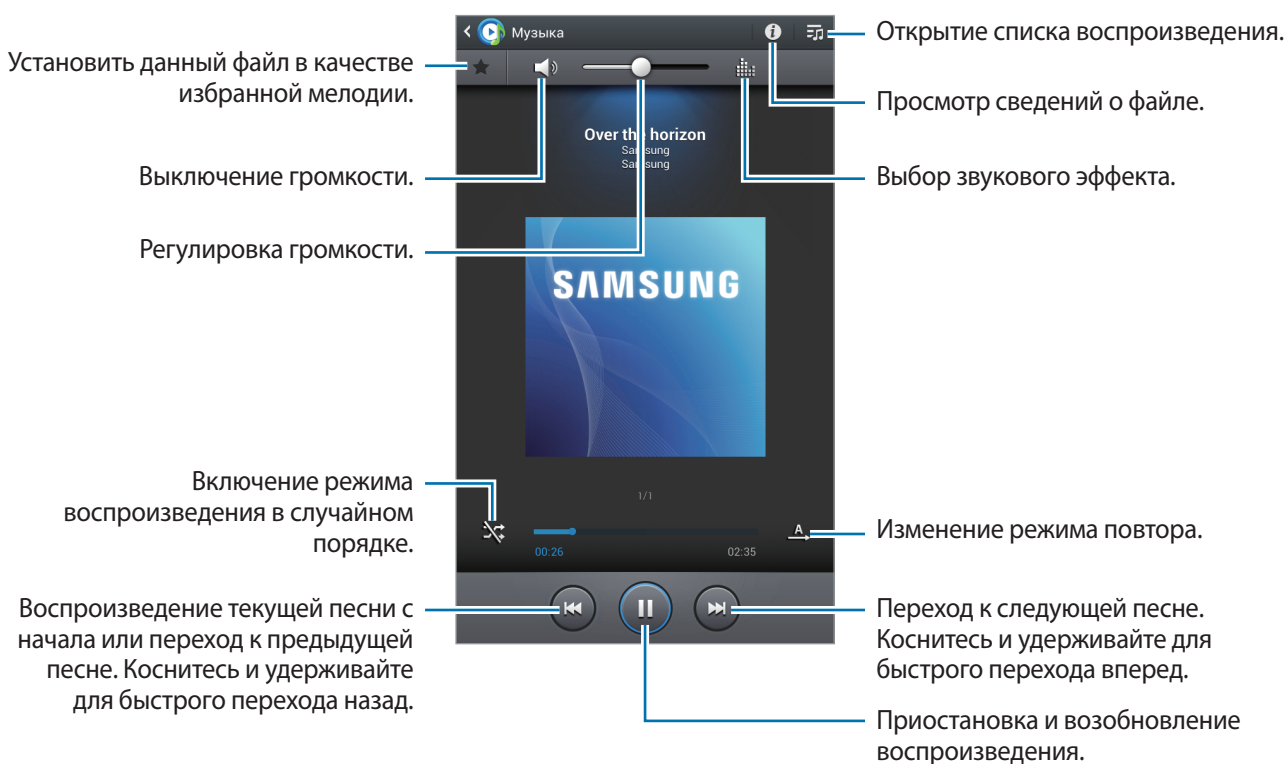 Музыка
Открытие списка воспроизведения.
Установить данный файл в качестве
избранной мелодии.
Просмотр сведений о файле.
Over the horizon
Samsung
Samsung
Выключение громкости.
Выбор звукового эффекта.
Регулировка громкости.
SAMSUNG
Включение режима
воспроизведения в случайном
порядке.
1/1
A
Изменение режима повтора.
00:26
02:35
Воспроизведение текущей песни с
начала или переход к предыдущей
песне. Коснитесь и удерживайте
для быстрого перехода назад.
Переход к следующей песне.
Коснитесь и удерживайте для
быстрого перехода вперед.
Приостановка и возобновление
воспроизведения.